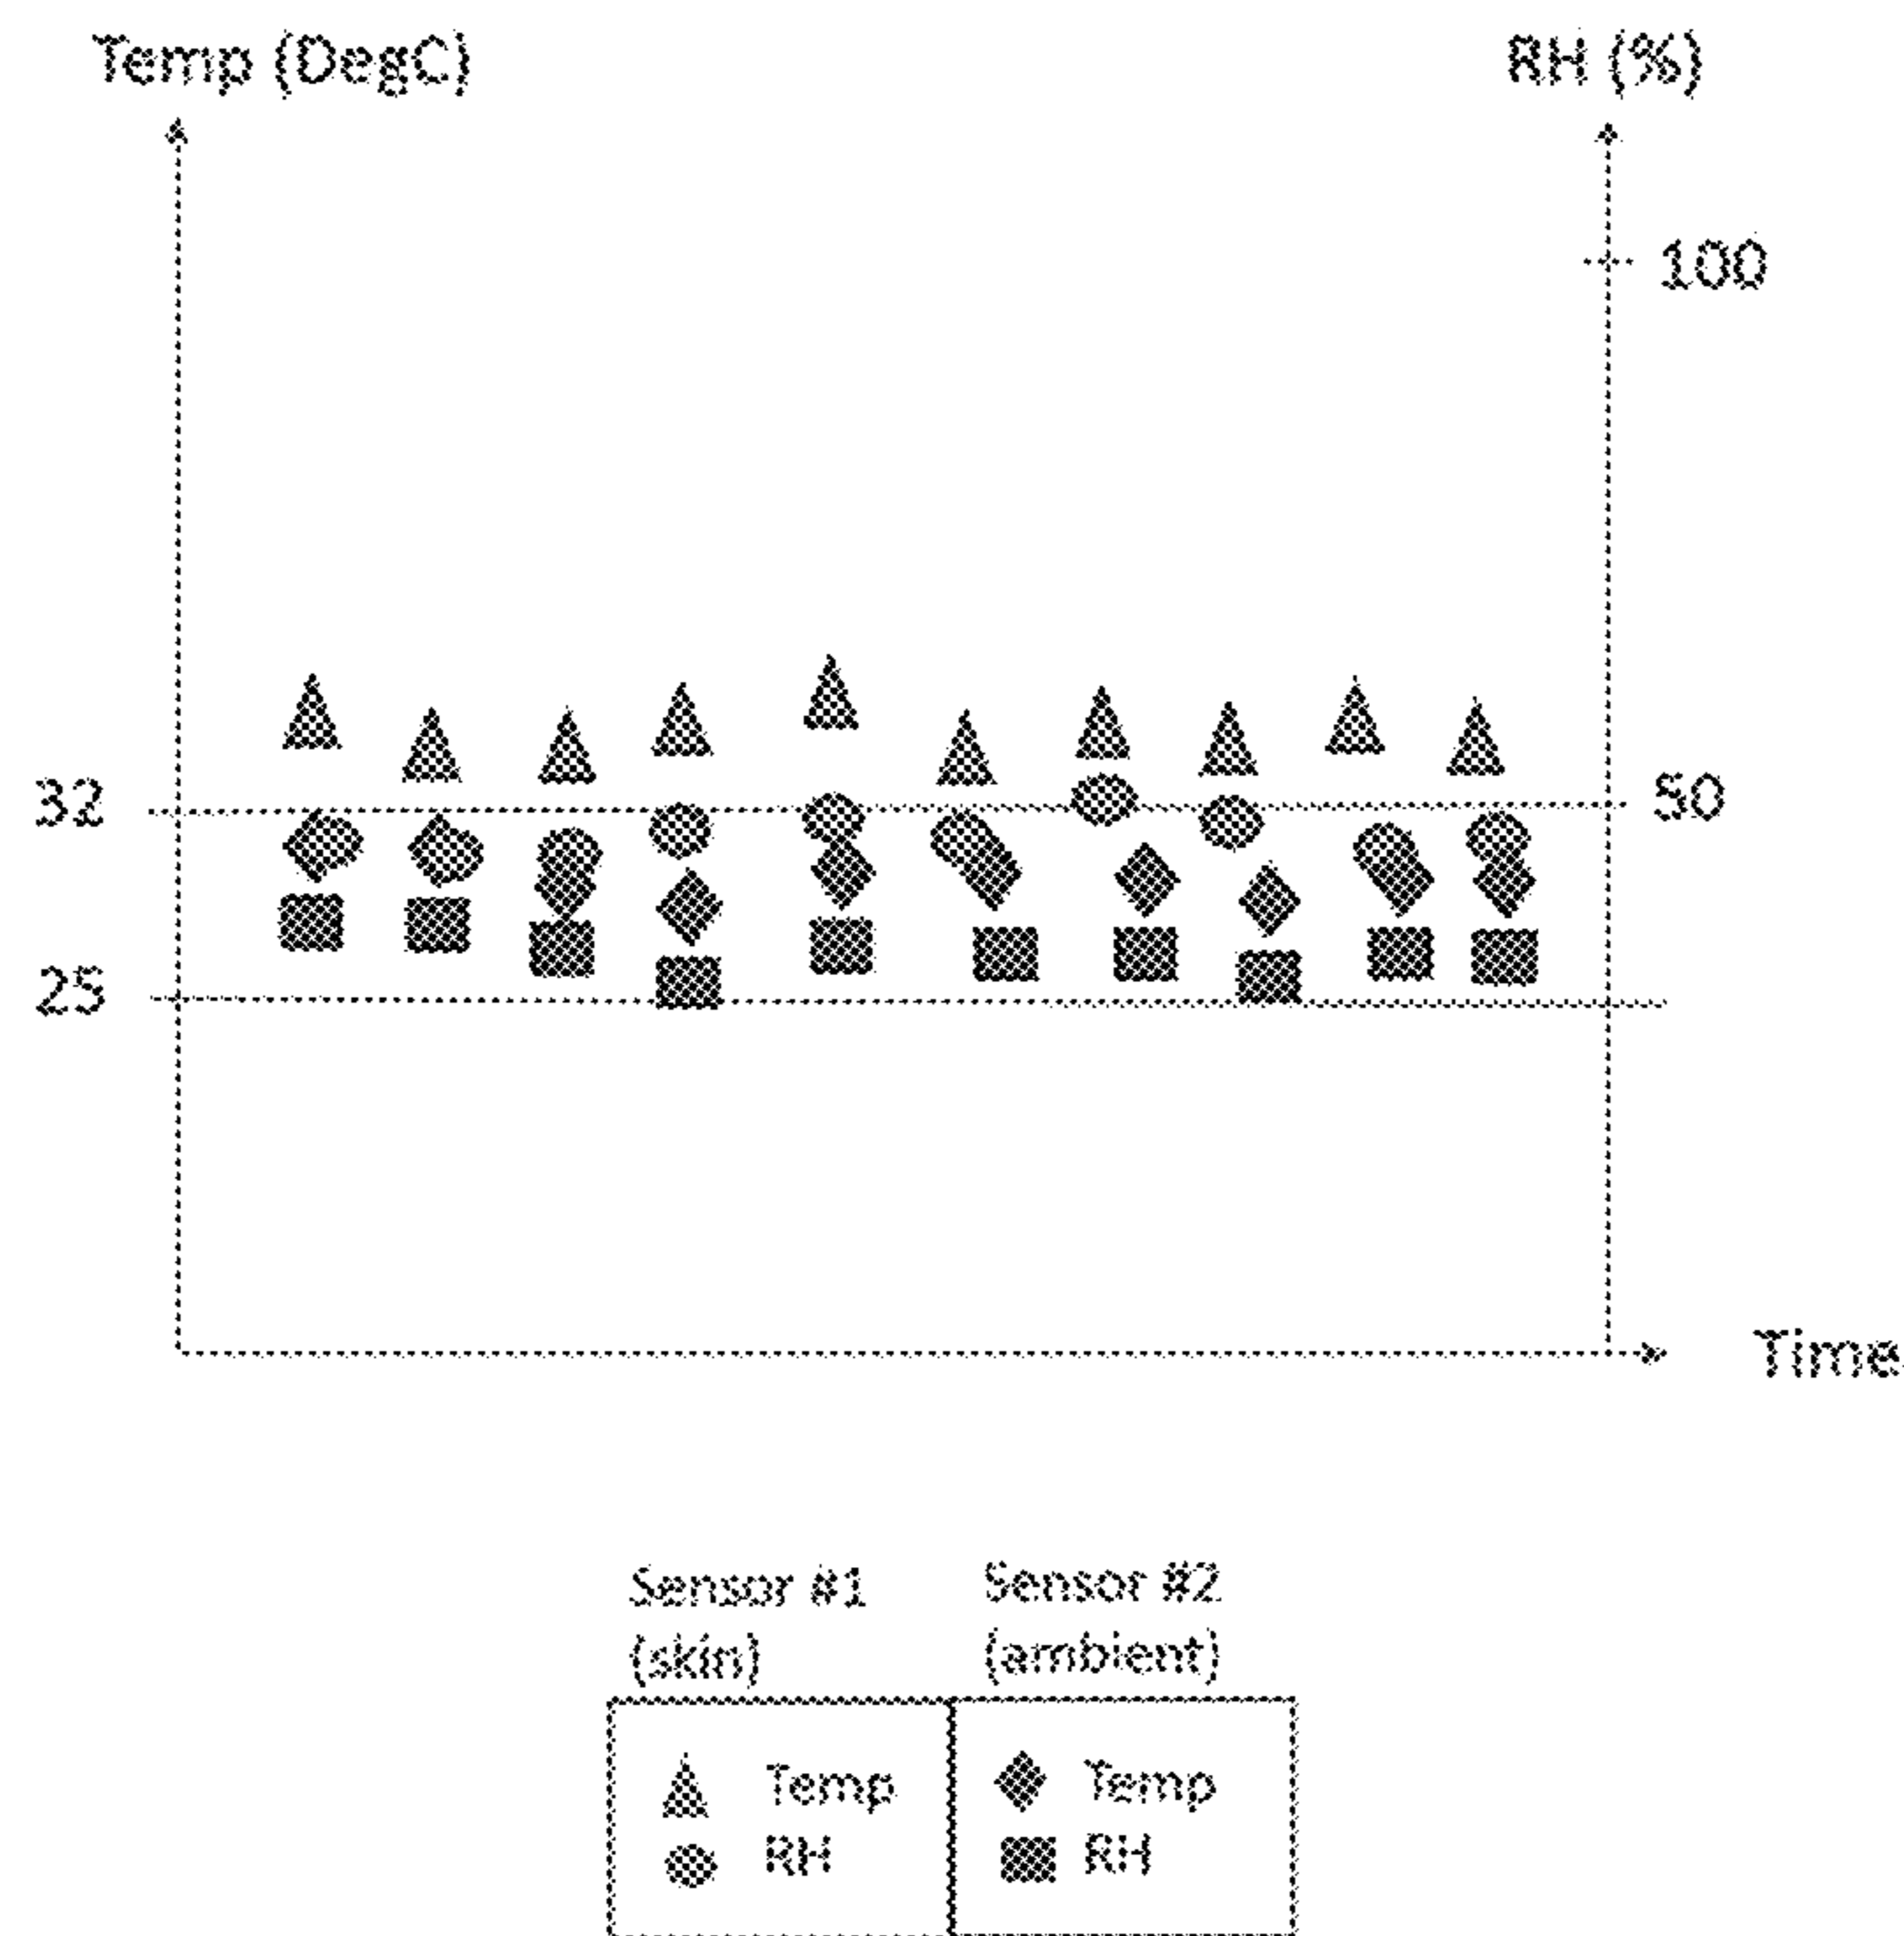 Temp (DegC)
RH (%)
100
32
50
25
Time
Sensor #1
(skin)
Sensor #2
(ambient)
Temp
RH
Temp
RH